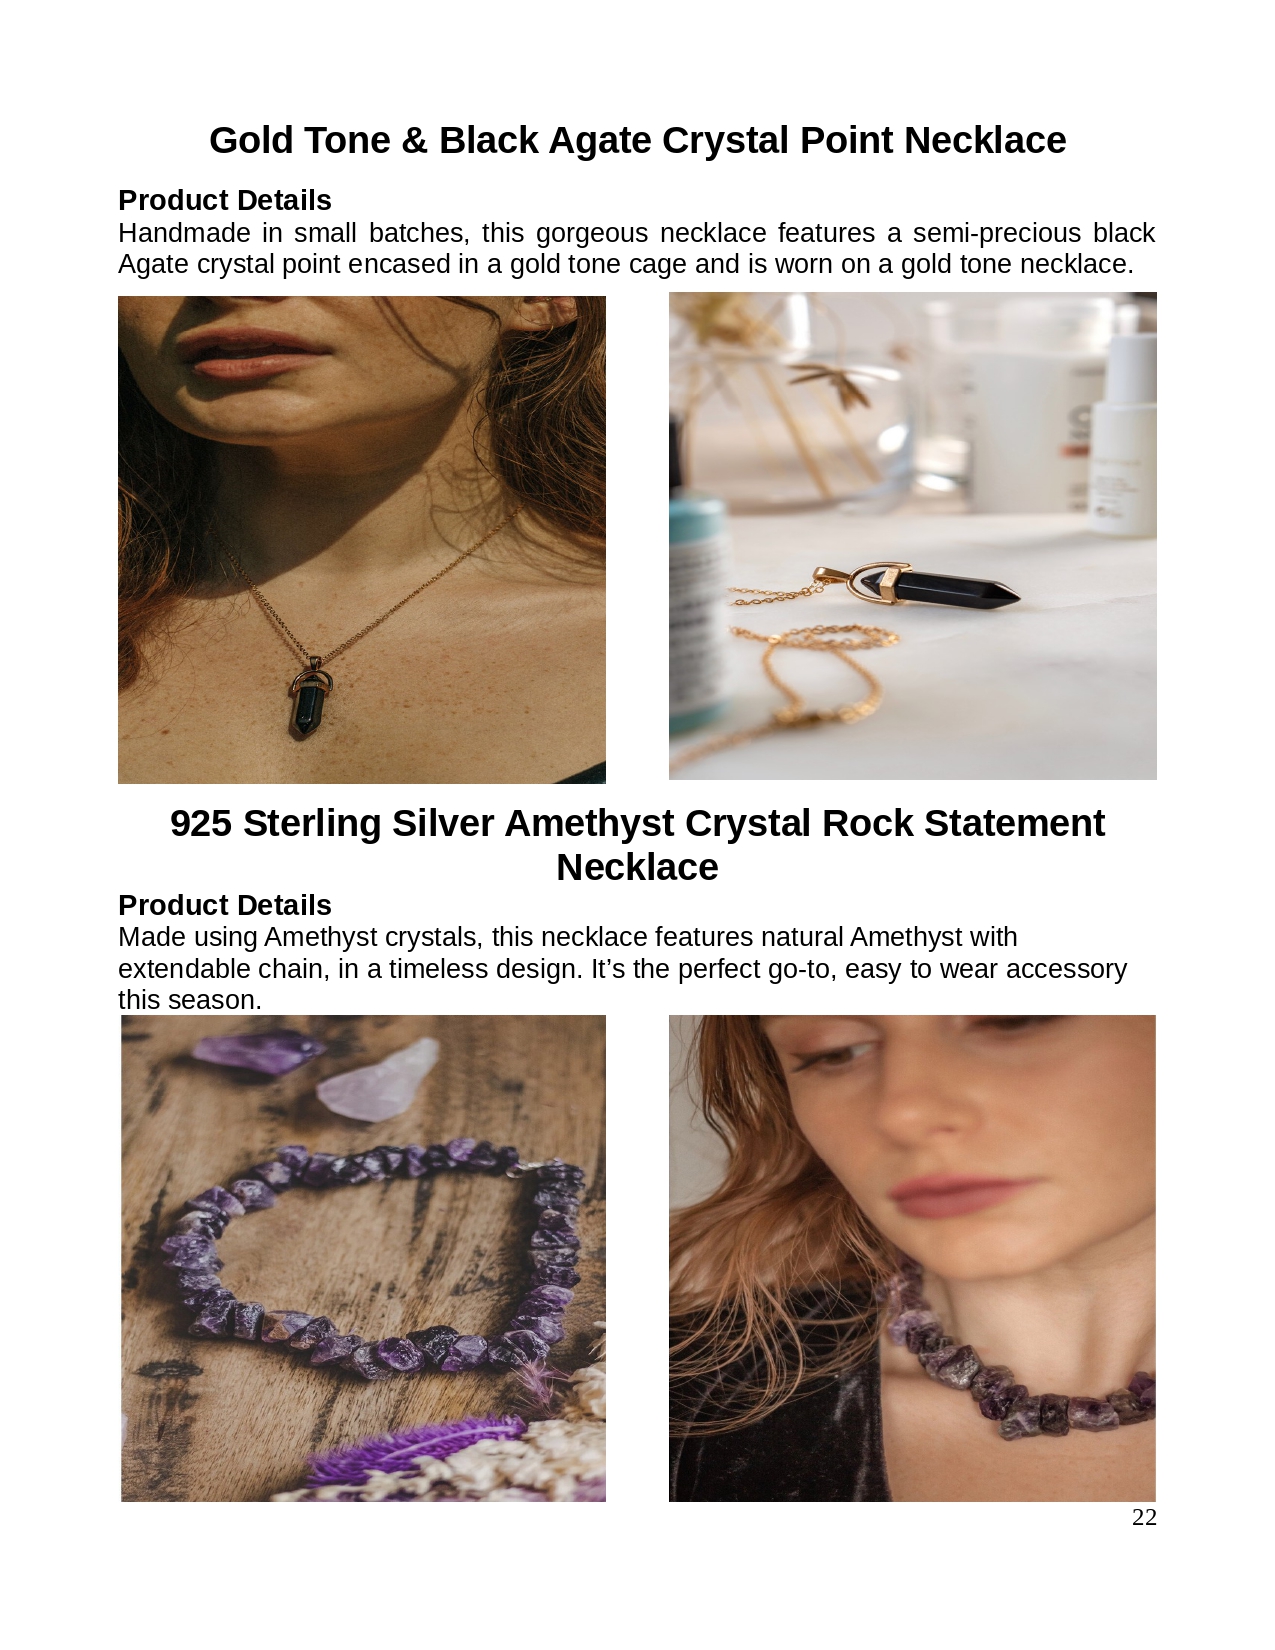 Gold Tone & Black Agate Crystal Point Necklace
Product Details
Handmade in small batches, this gorgeous necklace features a semi-precious black
Agate crystal point encased in a gold tone cage and is worn on a gold tone necklace.
925 Sterling Silver Amethyst Crystal Rock Statement
Necklace
Product Details
Made using Amethyst crystals, this necklace features natural Amethyst with
extendable chain, in a timeless design. It’s the perfect go-to, easy to wear accessory
this season.
22